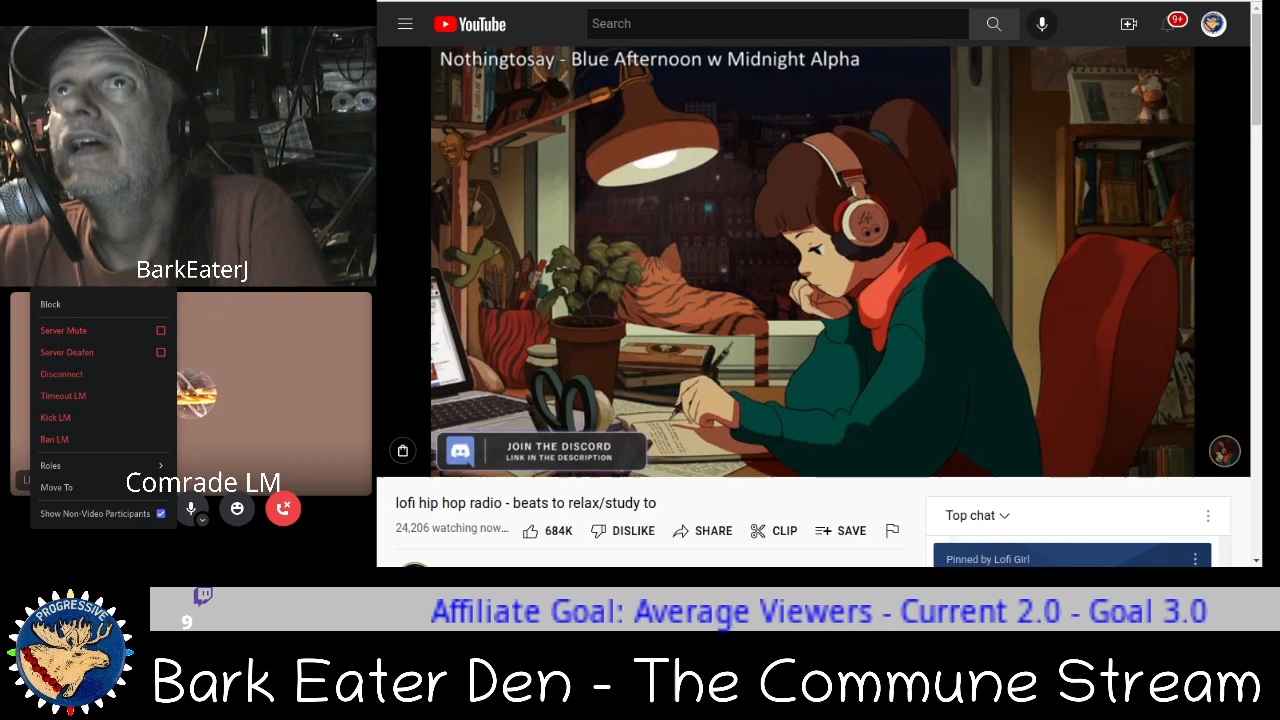 YouTube
Search
9+
Nothingtosay - Blue Afternoon w Midnight Alpha
BarkEaterJ
Block
Server Mute
Server Deafen
Disconnect
Timeout LM
Kick LM
Ban LM
Roles
Move To
Show Non-Video Participants
Comrade LM
JOIN THE DISCORD
LINK IN THE DESCRIPTION
lofi hip hop radio - beats to relax/study to
24,206 watching now...
684K
DISLIKE
SHARE
CLIP
SAVE
Top chat
Pinned by Lofi Girl
PROGRESSIVE
9
Affiliate Goal: Average Viewers - Current 2.0 - Goal 3.0
Bark Eater Den - The Commune Stream